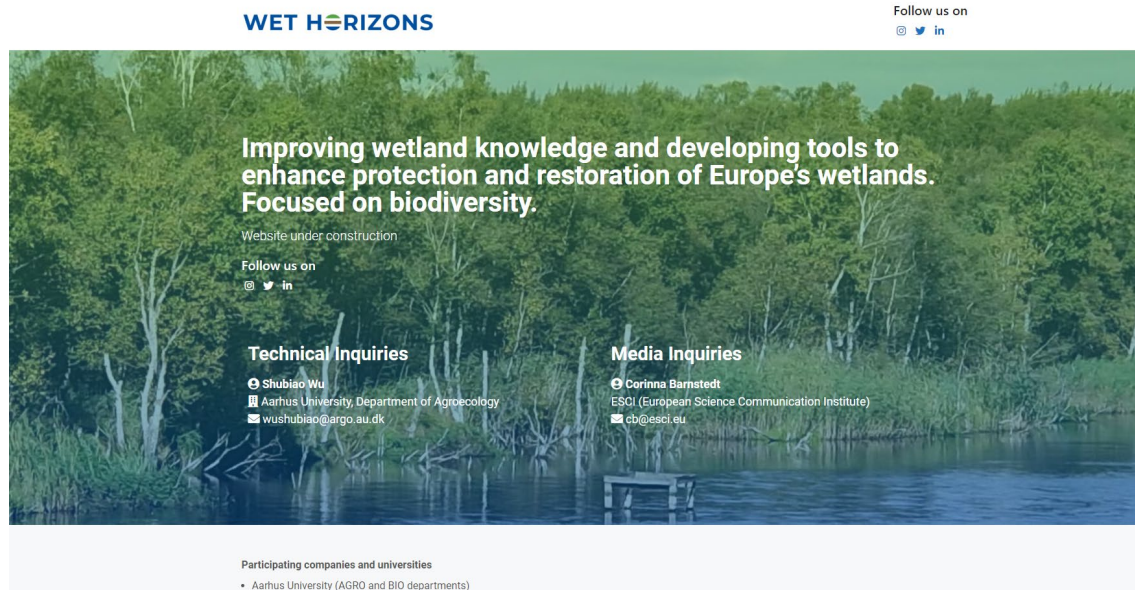 WET HORIZONS
Follow us on
Improving wetland knowledge and developing tools to
enhance protection and restoration of Europe's wetlands.
Focused on biodiversity.
Website under construction
Follow us on
Technical Inquiries
Shubiao Wu
Aarhus University, Department of Agroecology
wushubiao@argo.au.dk
Media Inquiries
Corinna Barnstedt
ESCI (European Science Communication Institute)
cb@esci.eu
Participating companies and universities
• Aarhus University (AGRO and BIO departments)